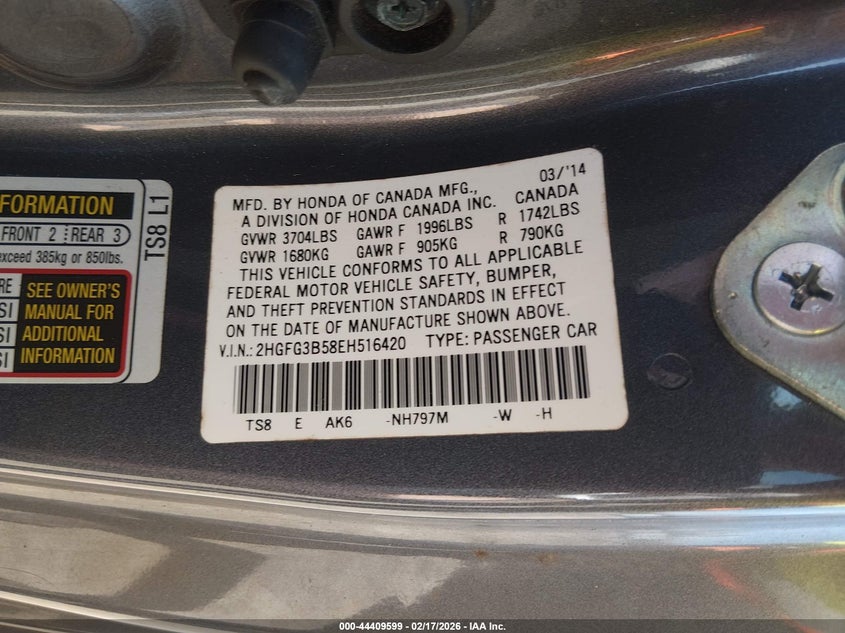 FORMATION
FRONT 2 REAR 3
exceed 385kg or 850lbs.
SEE OWNER'S
MANUAL FOR
ADDITIONAL
INFORMATION
TS8 L1
03/'14
MFD. BY HONDA OF CANADA MFG.,
A DIVISION OF HONDA CANADA INC. CANADA
GVWR 3704LBS GAWR F 1996LBS R 1742LBS
GVWR 1680KG GAWR F 905KG R 790KG
THIS VEHICLE CONFORMS TO ALL APPLICABLE
FEDERAL MOTOR VEHICLE SAFETY, BUMPER,
AND THEFT PREVENTION STANDARDS IN EFFECT
ON THE DATE OF MANUFACTURE SHOWN ABOVE.
V.I.N.: 2HGFG3B58EH516420 TYPE: PASSENGER CAR
TS8 E AK6 -NH797M -W -H
000-44409599 — 02/17/2026 — IAA Inc.